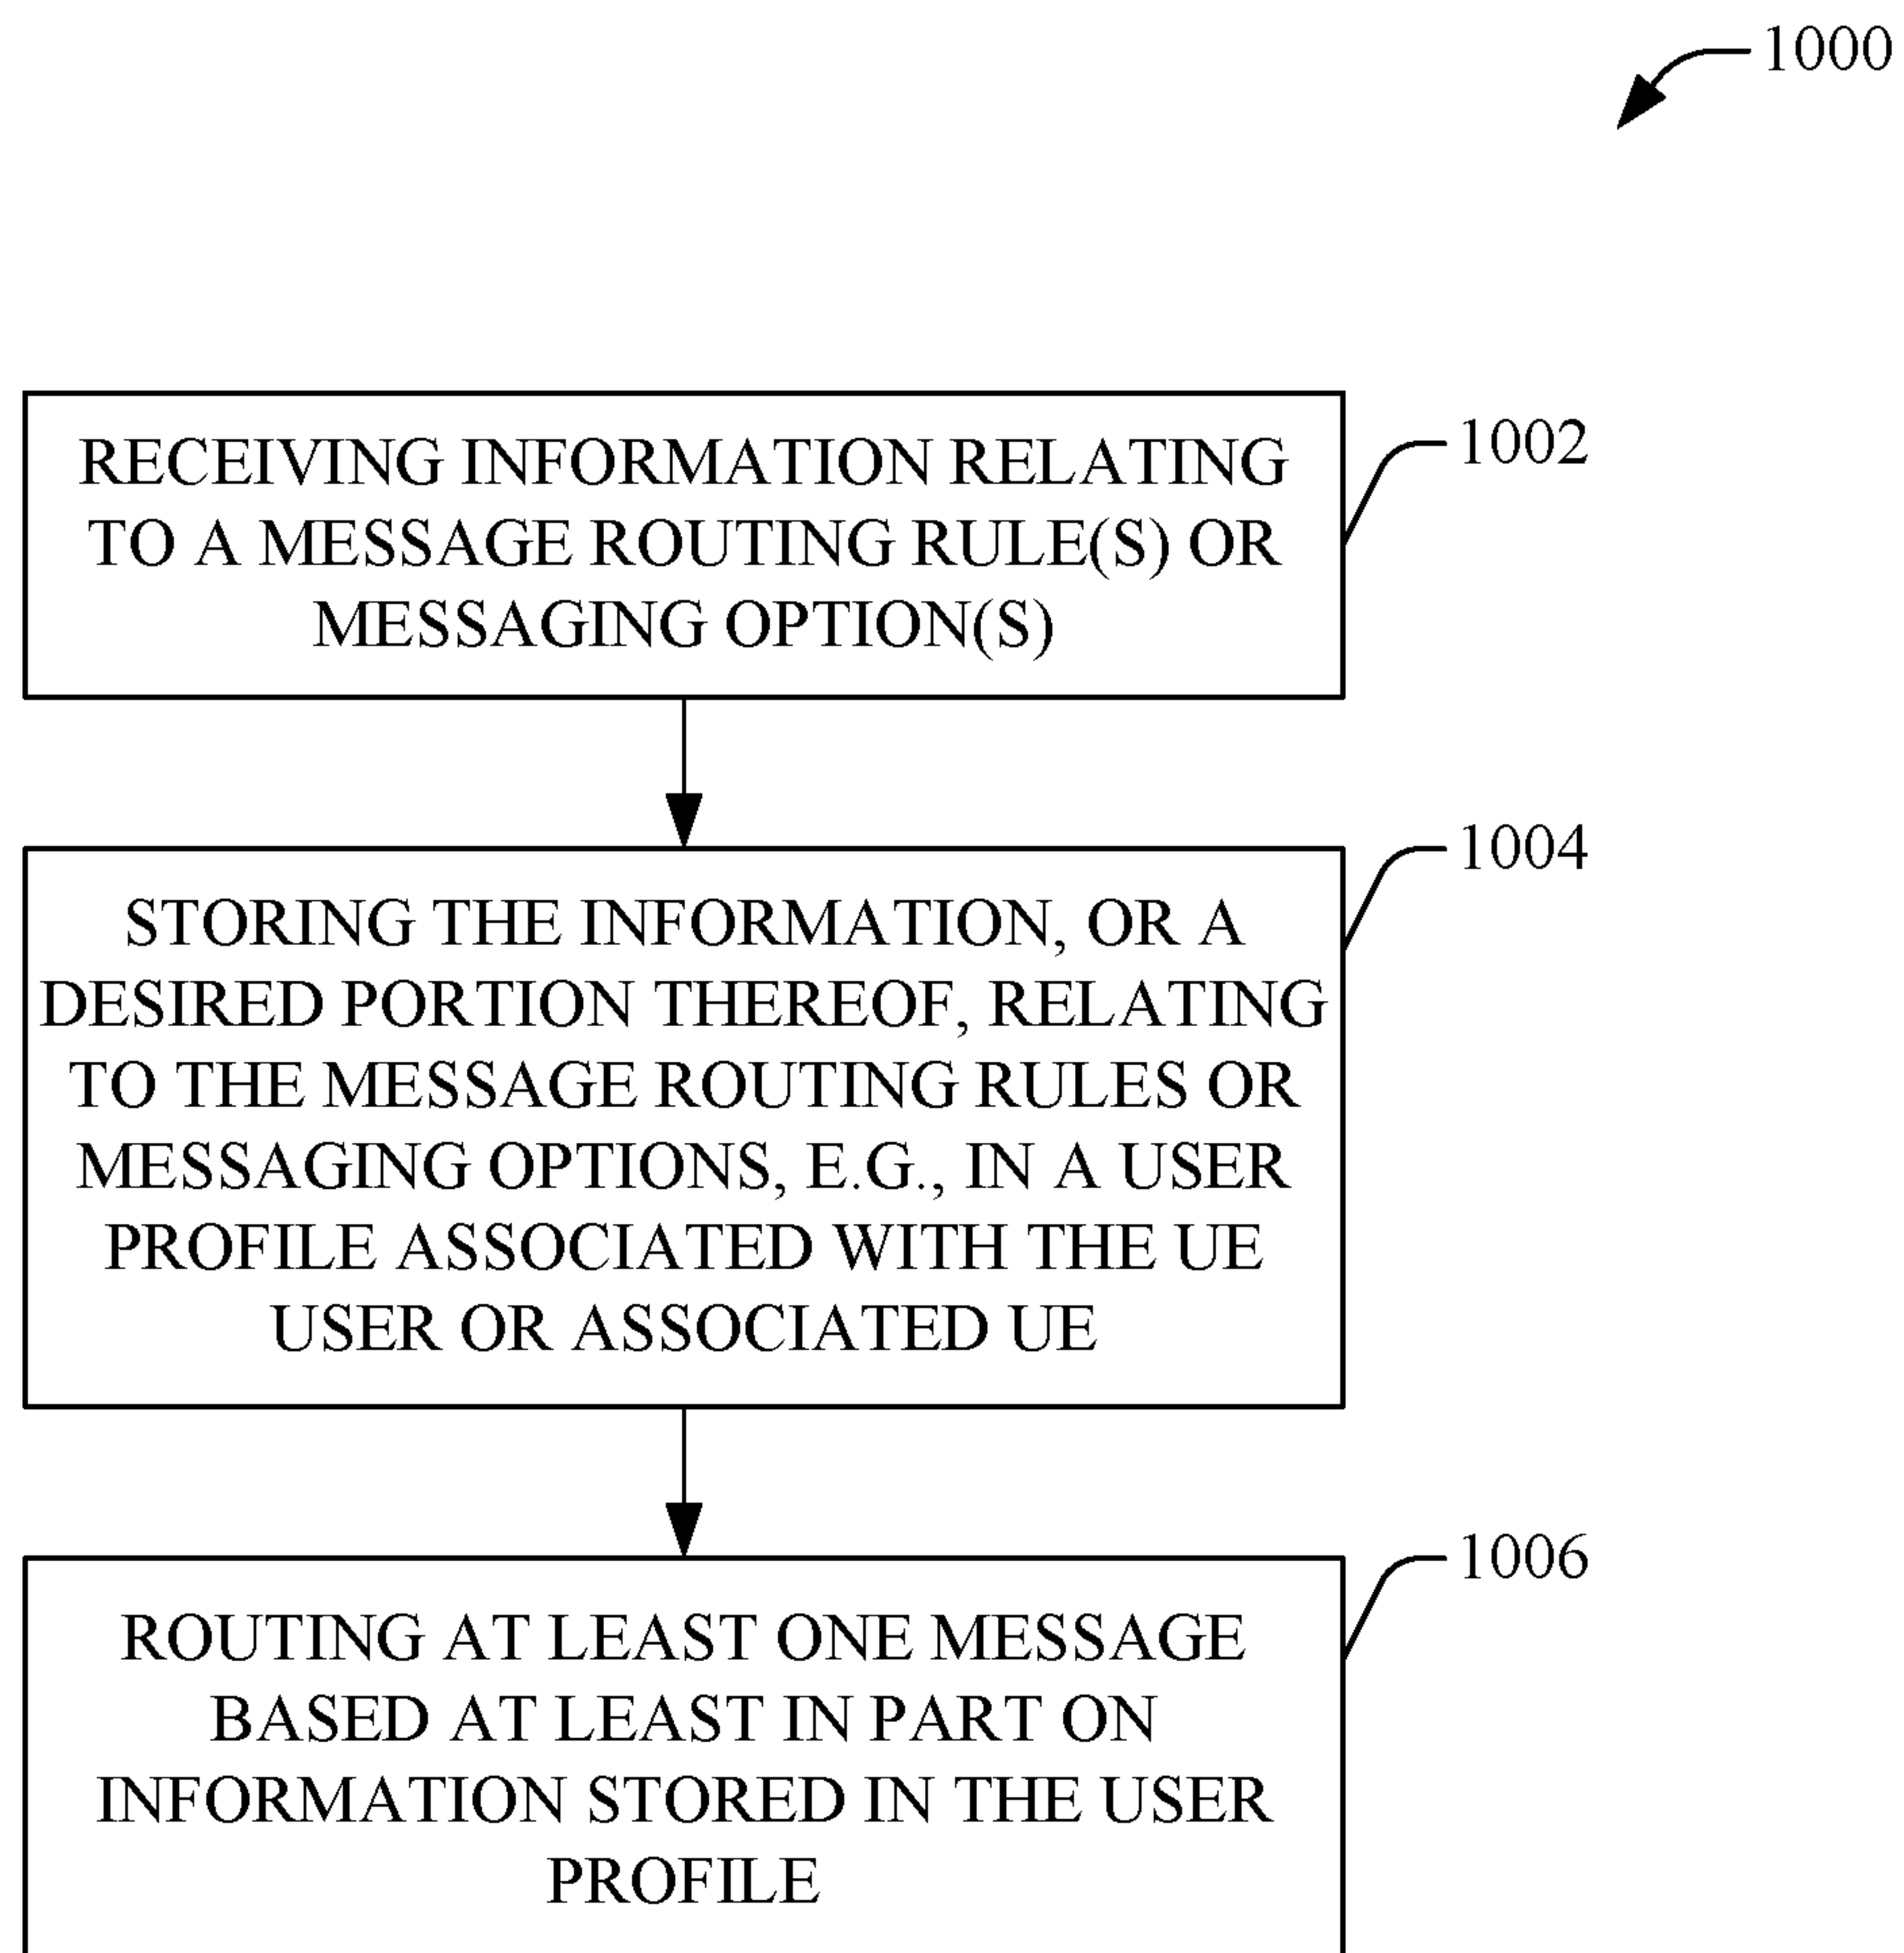 1000
RECEIVING INFORMATION RELATING
TO A MESSAGE ROUTING RULE(S) OR
MESSAGING OPTION(S)
1002
STORING THE INFORMATION, OR A
DESIRED PORTION THEREOF, RELATING
TO THE MESSAGE ROUTING RULES OR
MESSAGING OPTIONS, E.G., IN A USER
PROFILE ASSOCIATED WITH THE UE
USER OR ASSOCIATED UE
1004
ROUTING AT LEAST ONE MESSAGE
BASED AT LEAST IN PART ON
INFORMATION STORED IN THE USER
PROFILE
1006